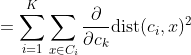 = \sum_{i=1}^{K} \sum_{x \in C_i} \frac{\partial}{\partial c_k} \text{dist}(c_i, x)^2